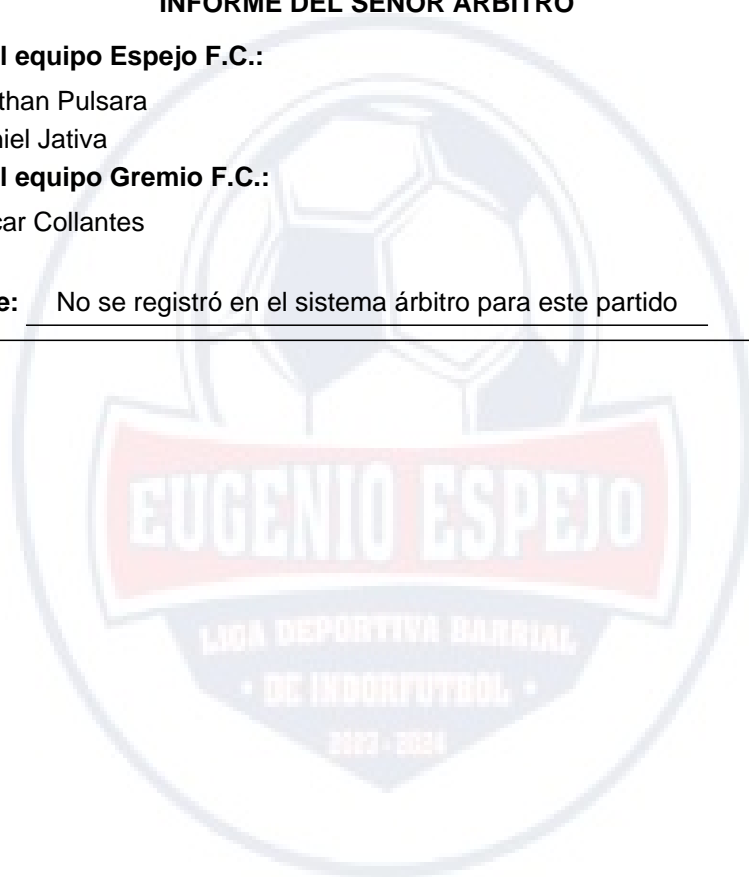 INFORME DEL SEÑOR ÁRBITRO
l equipo Espejo F.C.:
than Pulsara
niel Jativa
l equipo Gremio F.C.:
car Collantes
e: No se registró en el sistema árbitro para este partido
EUGENIO ESPEJO
LIGA DEPORTIVA BARRIAL
• DE INDORFUTBOL •
2023 - 2024